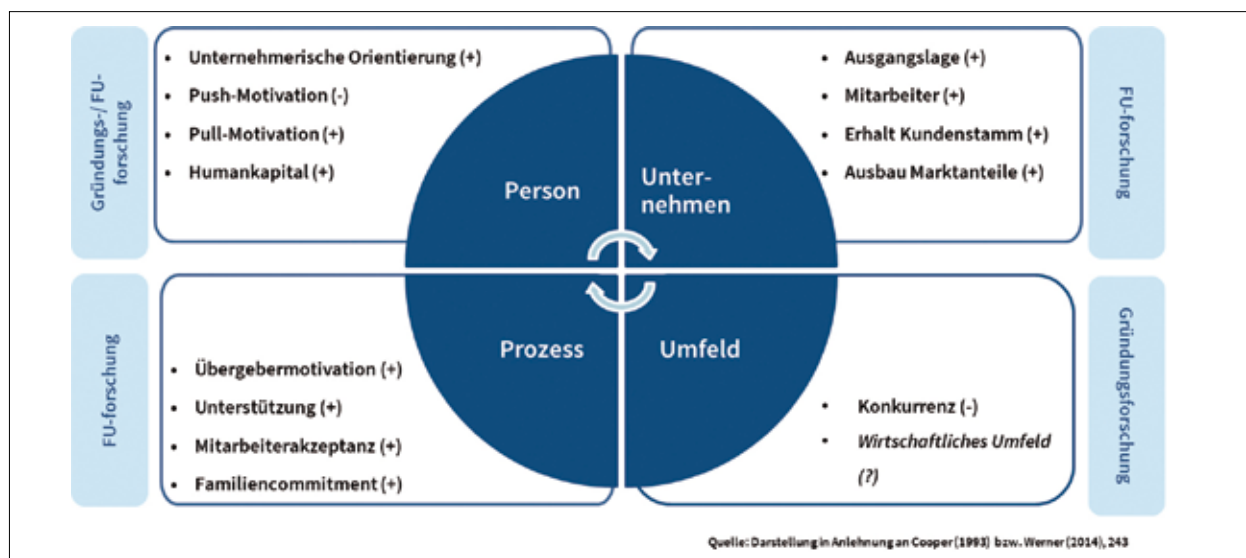 Gründungs-/ FU-
forschung
• Unternehmerische Orientierung (+)
• Push-Motivation (-)
• Pull-Motivation (+)
• Humankapital (+)
Person
Unter-
nehmen
• Ausgangslage (+)
• Mitarbeiter (+)
• Erhalt Kundenstamm (+)
• Ausbau Marktanteile (+)
FU-forschung
FU-forschung
• Übergebermotivation (+)
• Unterstützung (+)
• Mitarbeiterakzeptanz (+)
• Familiencommitment (+)
Prozess
Umfeld
• Konkurrenz (-)
• Wirtschaftliches Umfeld
(?)
Gründungsforschung
Quelle: Darstellung in Anlehnung an Cooper (1993) bzw. Werner (2014), 243